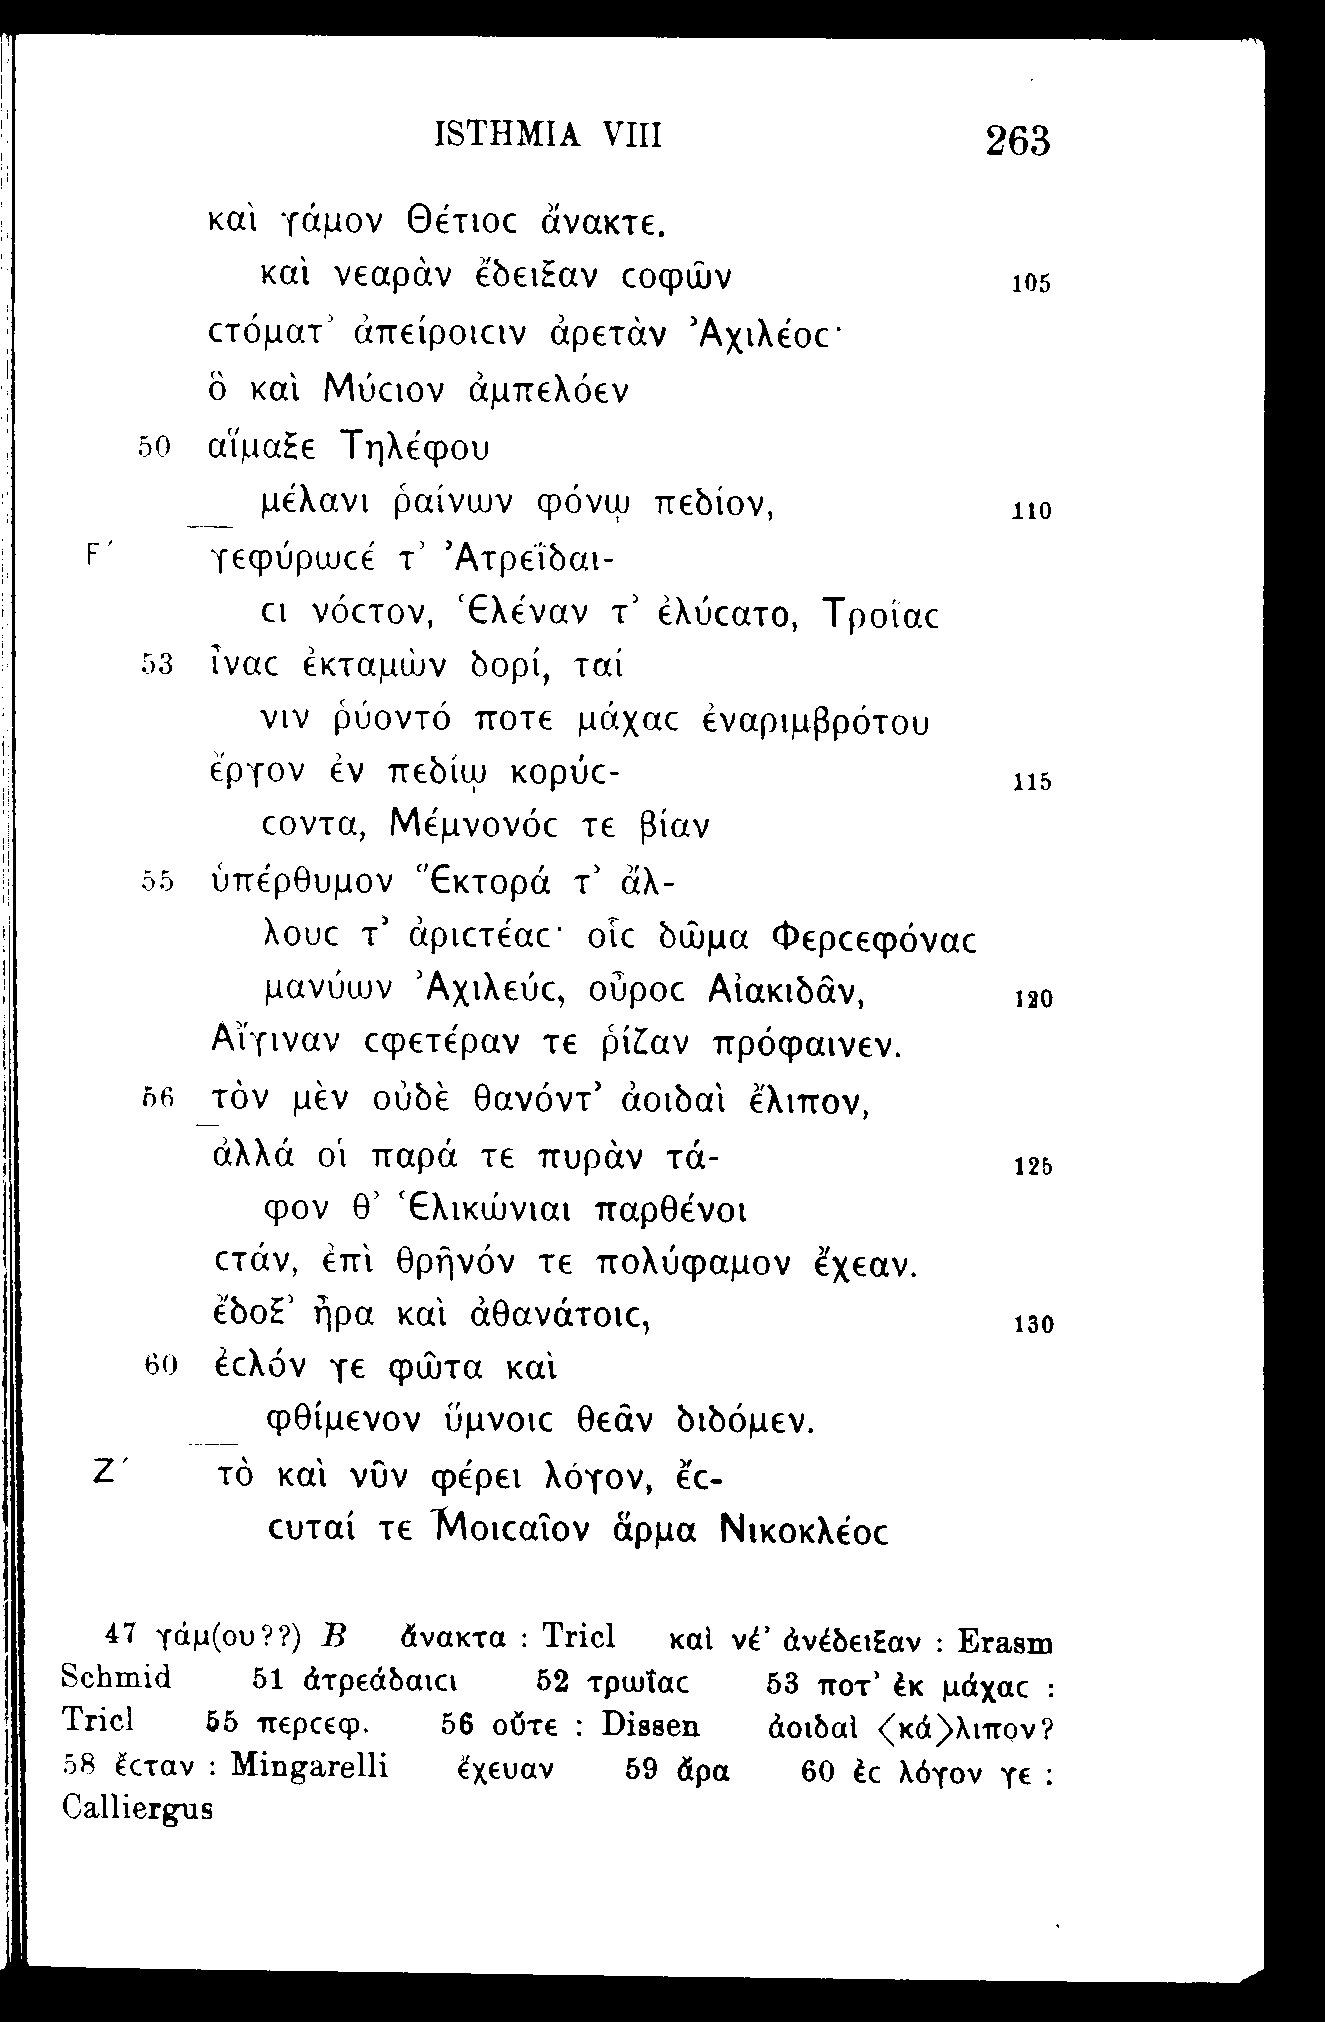 ISTHMIA VIII 263
καὶ γάμον Θέτιοϲ ἄνακτε.
καὶ νεαρὰν ἔδειξαν ϲοφῶν 105
ϲτόματ’ ἀπείροιϲιν ἀρετὰν Ἀχιλέοϲ·
ὃ καὶ Μύϲιον ἀμπελόεν
50 αἵμαξε Τηλέφου
μέλανι ῥαίνων φόνῳ πεδίον, 110
Ϝ´ γεφύρωϲέ τ’ Ἀτρεΐδαι-
ϲι νόϲτον, Ἑλέναν τ’ ἐλύϲατο, Τροΐαϲ
53 ἶναϲ ἐκταμὼν δορί, ταί
νιν ῥύοντό ποτε μάχαϲ ἐναριμβρότου
ἔργον ἐν πεδίῳ κορύϲ- 115
ϲοντα, Μέμνονόϲ τε βίαν
55 ὑπέρθυμον Ἕκτορά τ’ ἄλ-
λουϲ τ’ ἀριϲτέαϲ· οἷϲ δῶμα Φερϲεφόναϲ
μανύων Ἀχιλεύϲ, οὖροϲ Αἰακιδᾶν, 120
Αἴγιναν ϲφετέραν τε ῥίζαν πρόφαινεν.
56 τὸν μὲν οὐδὲ θανόντ’ ἀοιδαὶ ἔλιπον,
ἀλλά οἱ παρά τε πυρὰν τά- 125
φον θ’ Ἑλικώνιαι παρθένοι
ϲτάν, ἐπὶ θρῆνόν τε πολύφαμον ἔχεαν.
ἔδοξ’ ἦρα καὶ ἀθανάτοιϲ, 130
60 ἐϲλόν γε φῶτα καὶ
φθίμενον ὕμνοιϲ θεᾶν διδόμεν.
Ζ´ τὸ καὶ νῦν φέρει λόγον, ἔϲ-
ϲυταί τε Μοιϲαῖον ἅρμα Νικοκλέοϲ
47 γάμ(ου??) B ἄνακτα : Tricl καὶ νέ’ ἀνέδειξαν : Erasm
Schmid 51 ἀτρεάδαιϲι 52 τρωΐαϲ 53 ποτ’ ἐκ μάχαϲ :
Tricl 55 περϲεφ. 56 οὔτε : Dissen ἀοιδαὶ ⟨κά⟩λιπον?
58 ἔϲταν : Mingarelli ἔχευαν 59 ἄρα 60 ἐϲ λόγον γε :
Calliergus